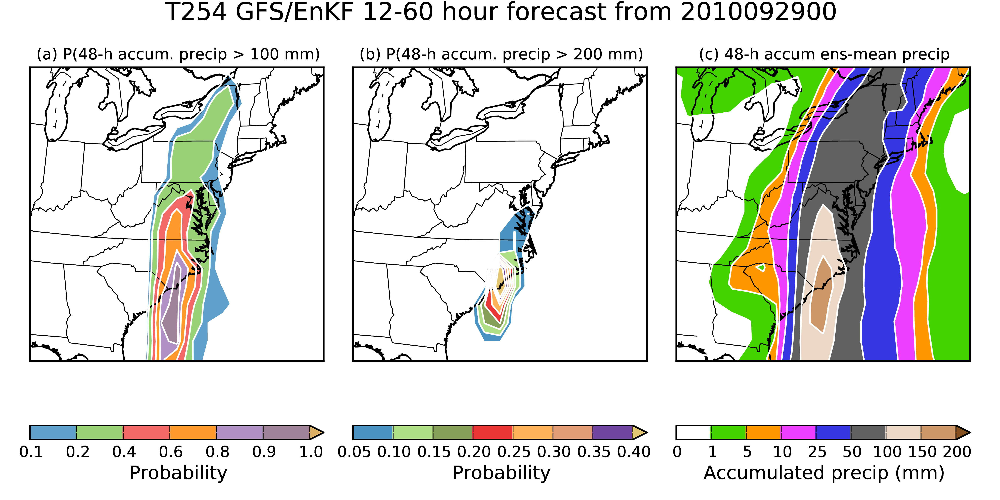 T254 GFS/EnKF 12-60 hour forecast from 2010092900
(a) P(48-h accum. precip > 100 mm)
(b) P(48-h accum. precip > 200 mm)
(c) 48-h accum ens-mean precip
0.1 0.2 0.4 0.6 0.8 0.9 1.0
Probability
0.05 0.10 0.15 0.20 0.25 0.30 0.35 0.40
Probability
0 1 5 10 25 50 100 150 200
Accumulated precip (mm)